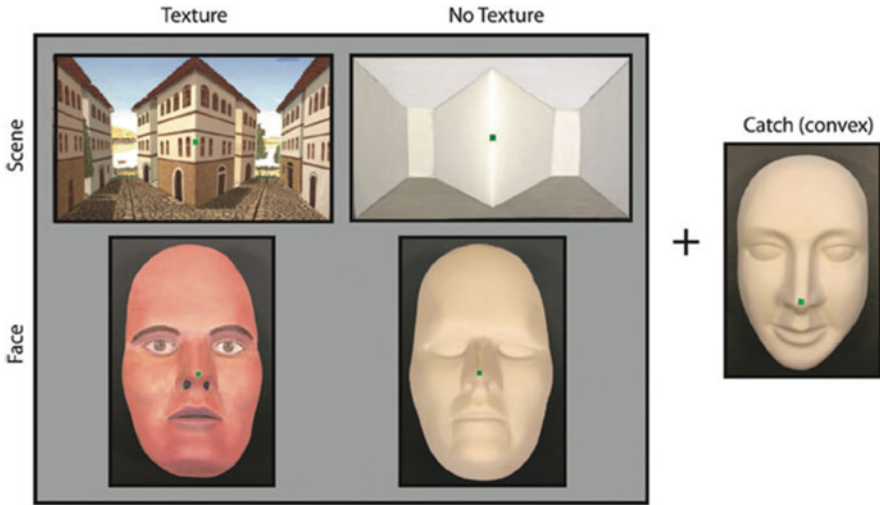 Texture
No Texture
Scene
Face
+
Catch (convex)